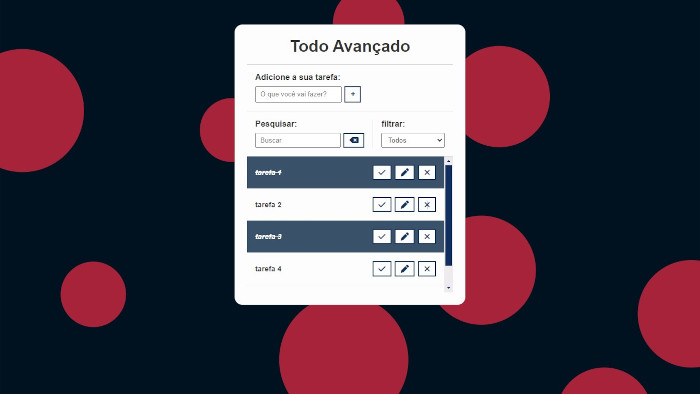 Todo Avançado
Adicione a sua tarefa:
O que você vai fazer?
Pesquisar:
filtrar:
Buscar
Todos
tarefa 1
tarefa 2
tarefa 3
tarefa 4